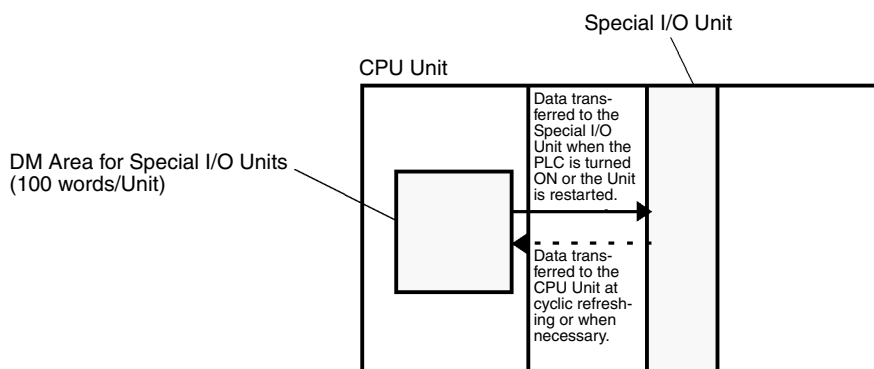 Special I/O Unit
CPU Unit
Data trans-
ferred to the
Special I/O
Unit when the
PLC is turned
ON or the Unit
is restarted.
DM Area for Special I/O Units
(100 words/Unit)
Data trans-
ferred to the
CPU Unit at
cyclic refresh-
ing or when
necessary.